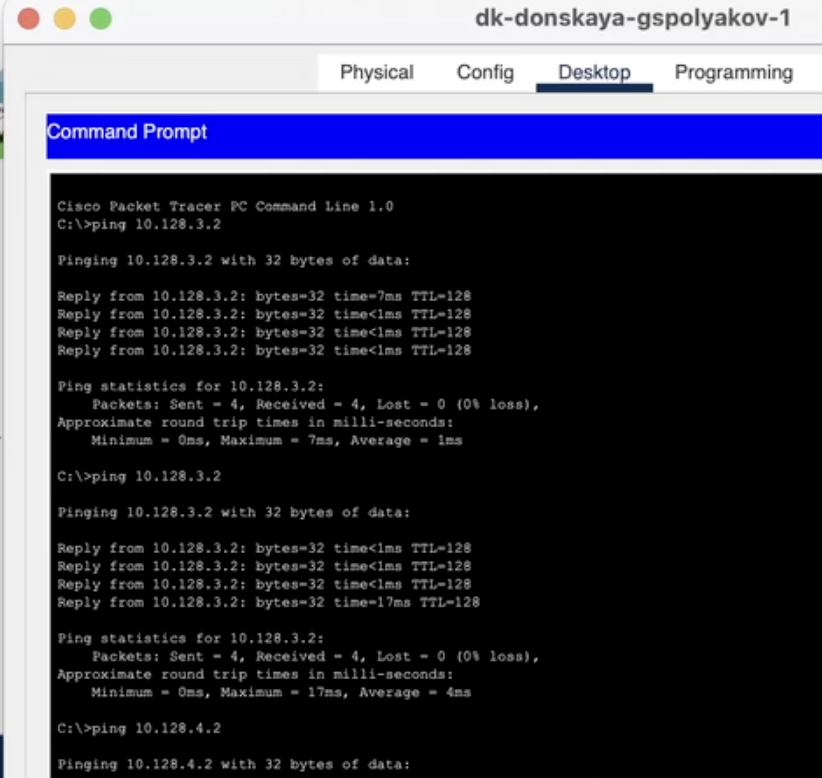 dk-donskaya-gspolyakov-1
Physical Config Desktop Programming
Command Prompt
Cisco Packet Tracer PC Command Line 1.0
C:\>ping 10.128.3.2
Pinging 10.128.3.2 with 32 bytes of data:
Reply from 10.128.3.2: bytes=32 time=7ms TTL=128
Reply from 10.128.3.2: bytes=32 time<1ms TTL=128
Reply from 10.128.3.2: bytes=32 time<1ms TTL=128
Reply from 10.128.3.2: bytes=32 time<1ms TTL=128
Ping statistics for 10.128.3.2:
Packets: Sent = 4, Received = 4, Lost = 0 (0% loss),
Approximate round trip times in milli-seconds:
Minimum = 0ms, Maximum = 7ms, Average = 1ms
C:\>ping 10.128.3.2
Pinging 10.128.3.2 with 32 bytes of data:
Reply from 10.128.3.2: bytes=32 time<1ms TTL=128
Reply from 10.128.3.2: bytes=32 time<1ms TTL=128
Reply from 10.128.3.2: bytes=32 time<1ms TTL=128
Reply from 10.128.3.2: bytes=32 time=17ms TTL=128
Ping statistics for 10.128.3.2:
Packets: Sent = 4, Received = 4, Lost = 0 (0% loss),
Approximate round trip times in milli-seconds:
Minimum = 0ms, Maximum = 17ms, Average = 4ms
C:\>ping 10.128.4.2
Pinging 10.128.4.2 with 32 bytes of data: